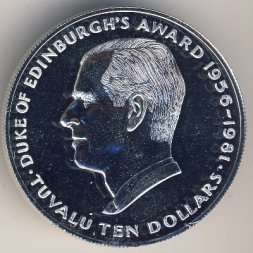 · DUKE OF EDINBURGH'S AWARD 1956-1981 ·
TUVALU TEN DOLLARS